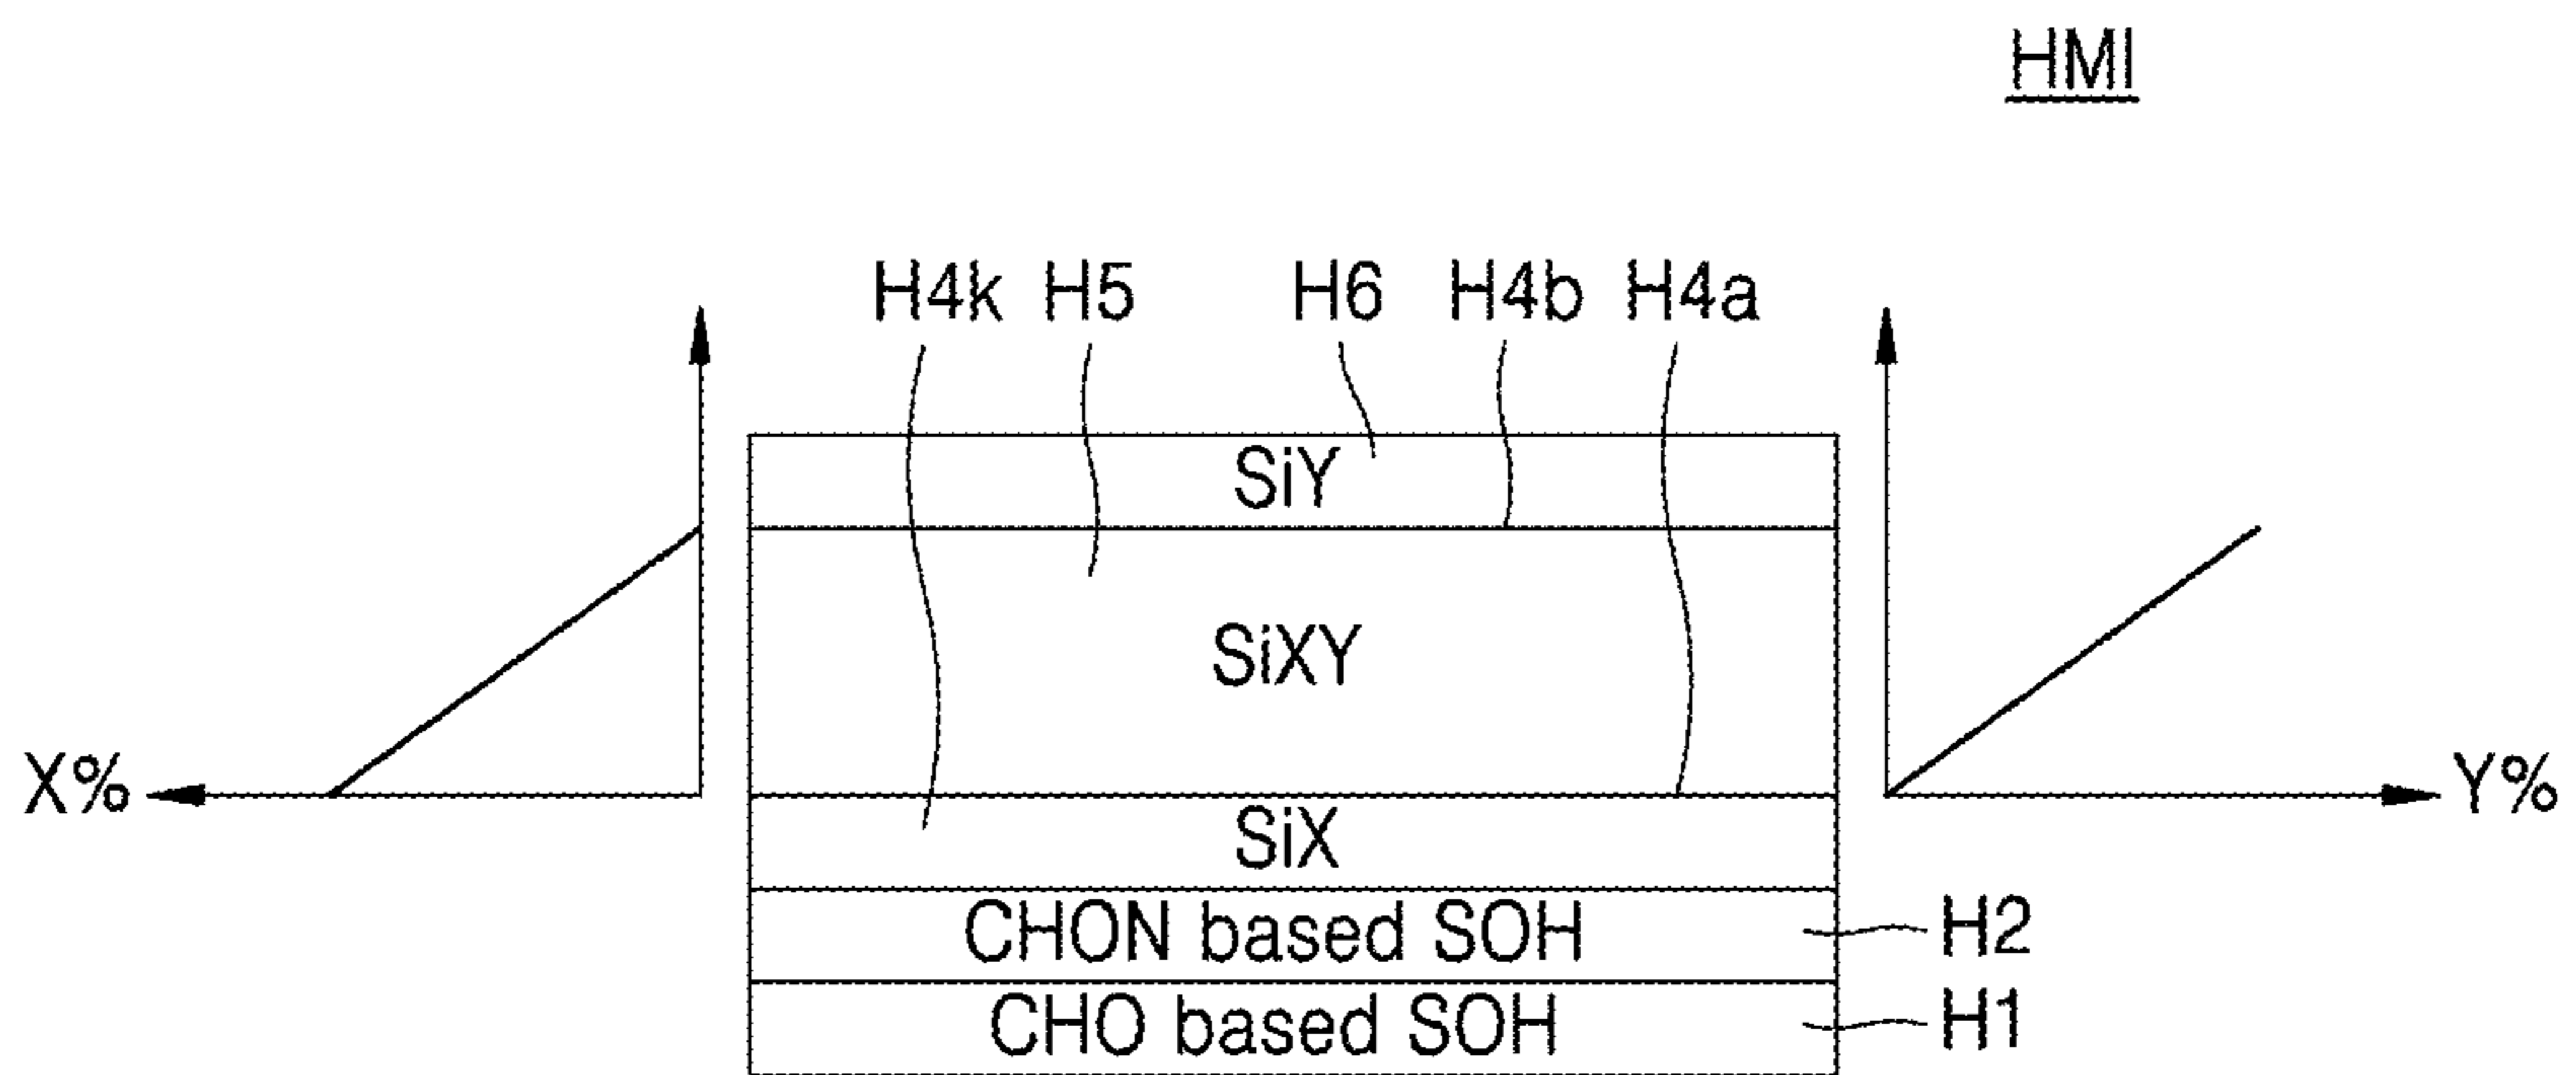 HMI
H4k H5 H6 H4b H4a
SiY
SiXY
X% Y%
SiX
CHON based SOH H2
CHO based SOH H1